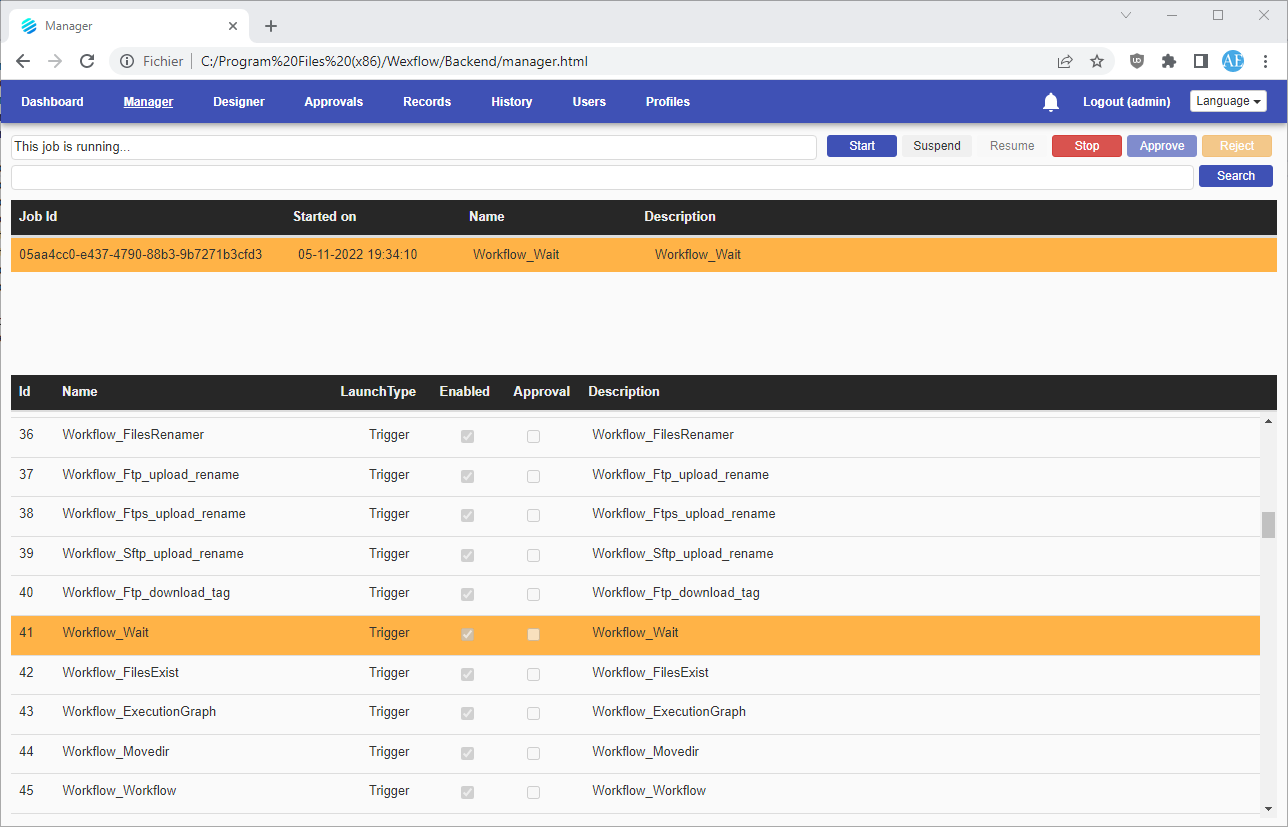 Manager
Fichier C:/Program%20Files%20(x86)/Wexflow/Backend/manager.html
UD AE
Dashboard Manager Designer Approvals Records History Users Profiles Logout (admin) Language
This job is running... Start Suspend Resume Stop Approve Reject
Search
Job Id Started on Name Description
05aa4cc0-e437-4790-88b3-9b7271b3cfd3 05-11-2022 19:34:10 Workflow_Wait Workflow_Wait
Id Name LaunchType Enabled Approval Description
36 Workflow_FilesRenamer Trigger Workflow_FilesRenamer
37 Workflow_Ftp_upload_rename Trigger Workflow_Ftp_upload_rename
38 Workflow_Ftps_upload_rename Trigger Workflow_Ftps_upload_rename
39 Workflow_Sftp_upload_rename Trigger Workflow_Sftp_upload_rename
40 Workflow_Ftp_download_tag Trigger Workflow_Ftp_download_tag
41 Workflow_Wait Trigger Workflow_Wait
42 Workflow_FilesExist Trigger Workflow_FilesExist
43 Workflow_ExecutionGraph Trigger Workflow_ExecutionGraph
44 Workflow_Movedir Trigger Workflow_Movedir
45 Workflow_Workflow Trigger Workflow_Workflow